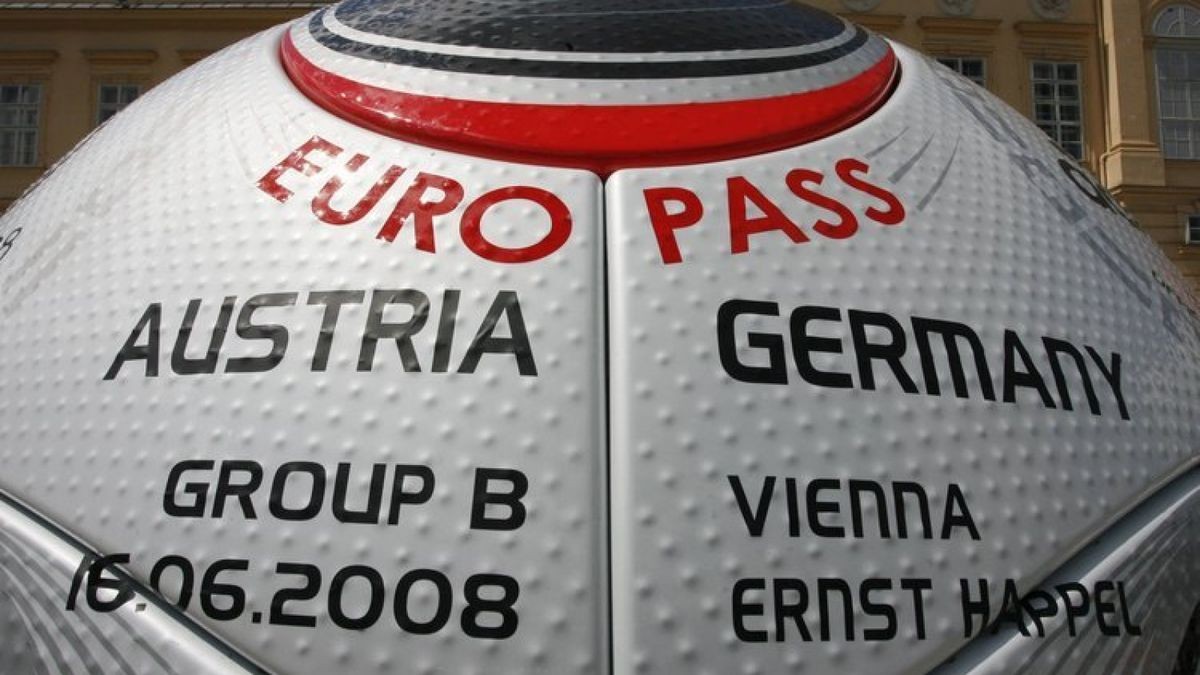 EURO PASS
AUSTRIA GERMANY
GROUP B VIENNA
16.06.2008 ERNST HAPPEL